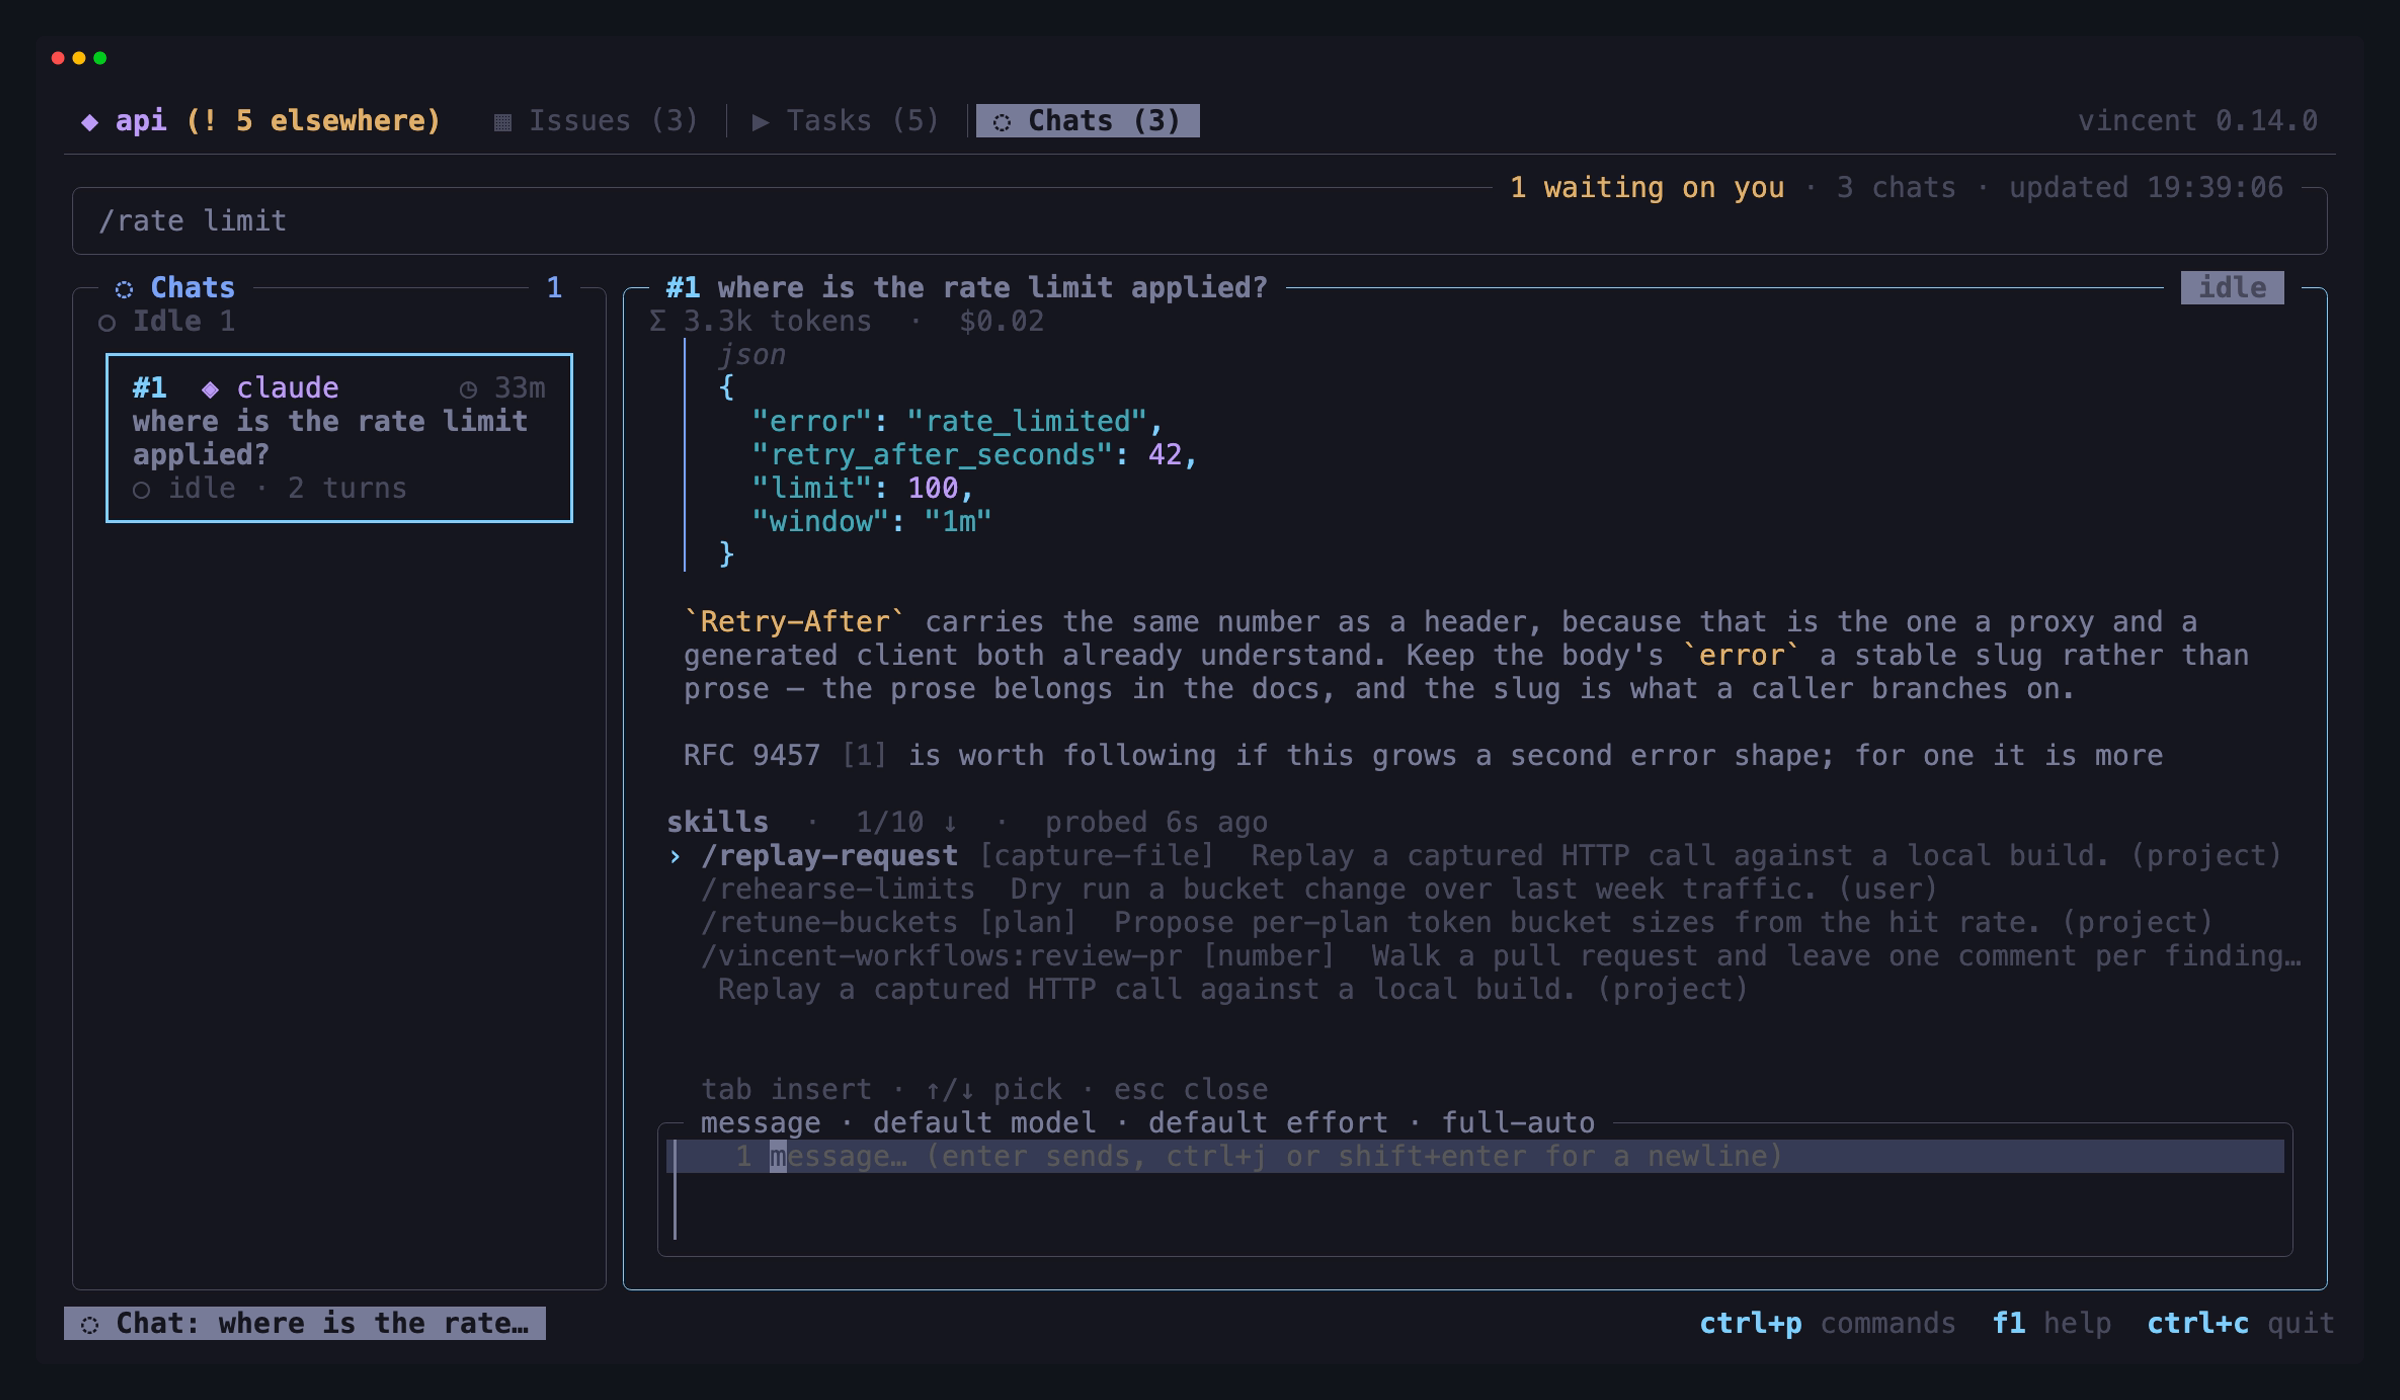 ◆ api (! 5 elsewhere) ▦ Issues (3) ▶ Tasks (5) ◌ Chats (3) vincent 0.14.0
1 waiting on you · 3 chats · updated 19:39:06
/rate limit
◌ Chats 1
○ Idle 1
#1 ◈ claude ◷ 33m
where is the rate limit
applied?
○ idle · 2 turns
#1 where is the rate limit applied? idle
Σ 3.3k tokens · $0.02
json
{
"error": "rate_limited",
"retry_after_seconds": 42,
"limit": 100,
"window": "1m"
}
`Retry-After` carries the same number as a header, because that is the one a proxy and a
generated client both already understand. Keep the body's `error` a stable slug rather than
prose — the prose belongs in the docs, and the slug is what a caller branches on.
RFC 9457 [1] is worth following if this grows a second error shape; for one it is more
skills · 1/10 ↓ · probed 6s ago
› /replay-request [capture-file] Replay a captured HTTP call against a local build. (project)
/rehearse-limits Dry run a bucket change over last week traffic. (user)
/retune-buckets [plan] Propose per-plan token bucket sizes from the hit rate. (project)
/vincent-workflows:review-pr [number] Walk a pull request and leave one comment per finding…
Replay a captured HTTP call against a local build. (project)
tab insert · ↑/↓ pick · esc close
message · default model · default effort · full-auto
1 message… (enter sends, ctrl+j or shift+enter for a newline)
◌ Chat: where is the rate… ctrl+p commands f1 help ctrl+c quit